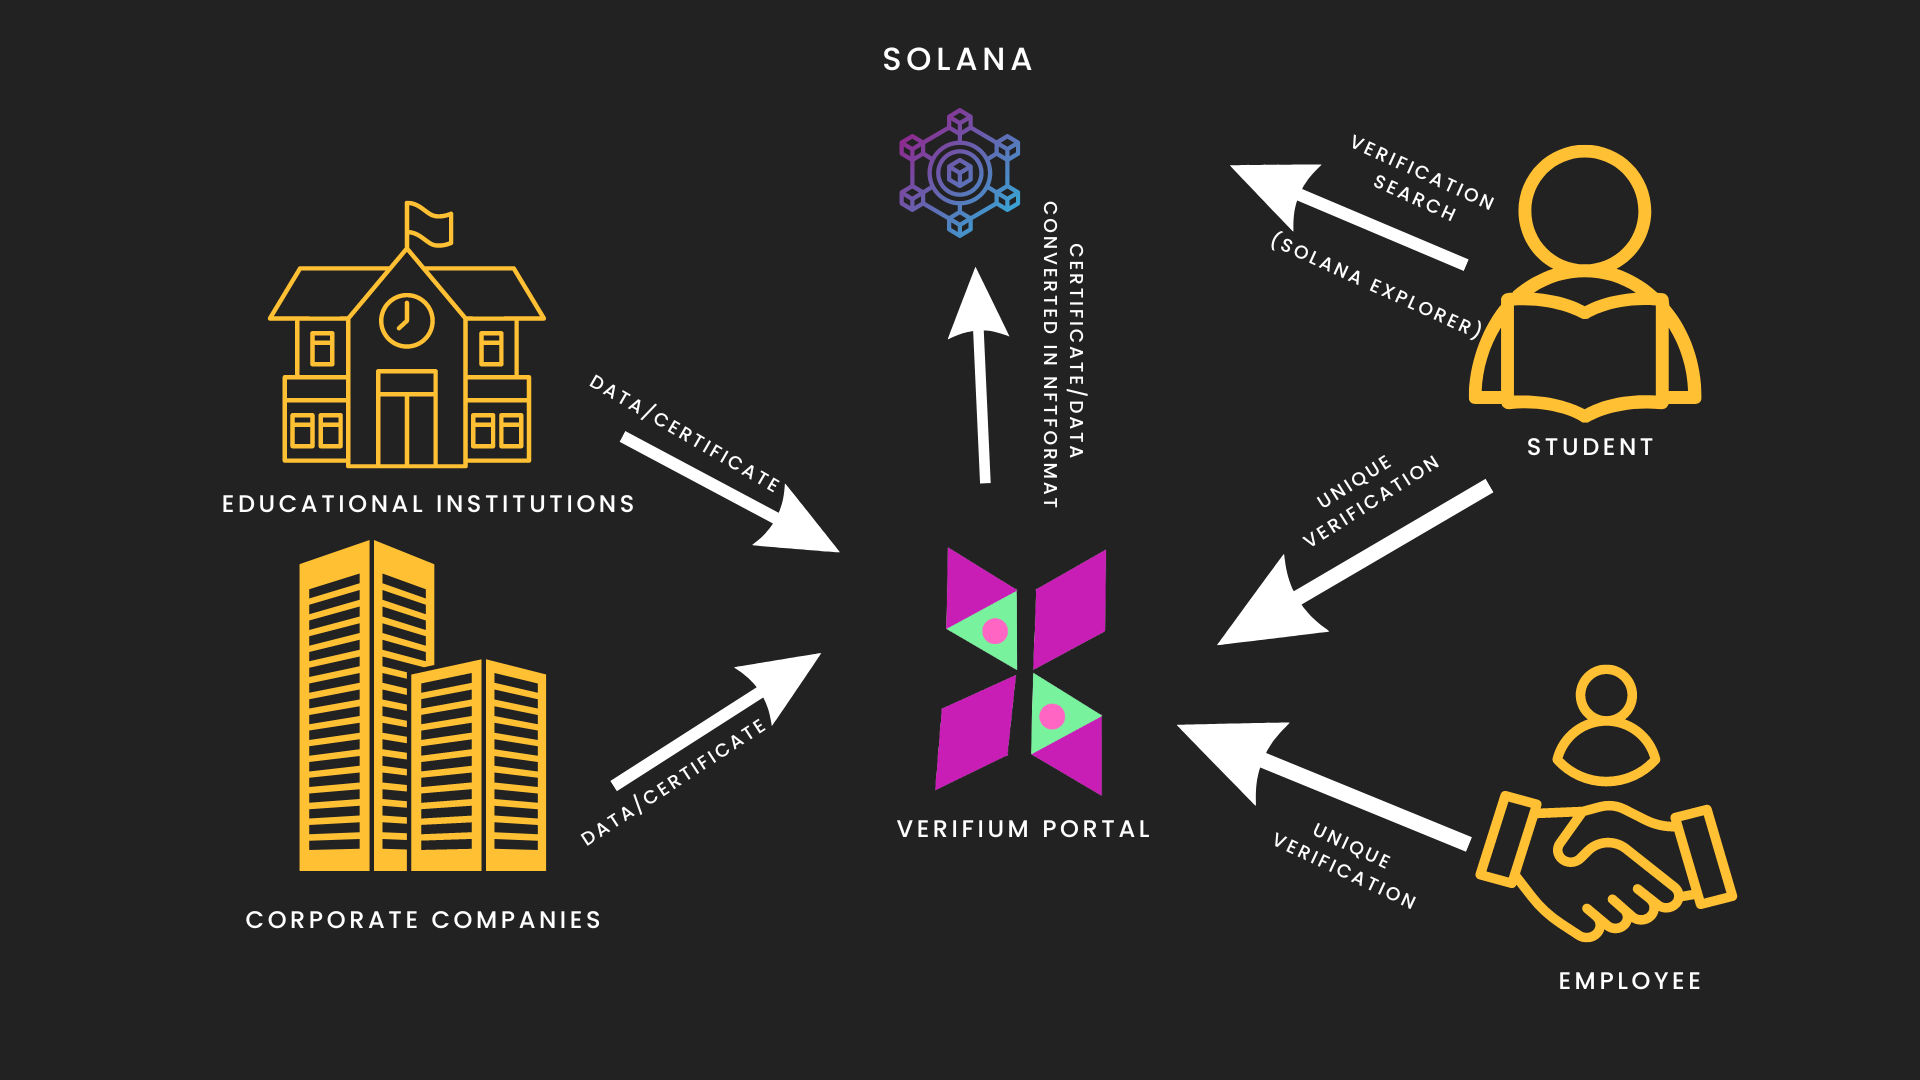 SOLANA
VERIFICATION
SEARCH
(SOLANA EXPLORER)
CERTIFICATE/DATA
CONVERTED IN NFTFORMAT
DATA/CERTIFICATE
STUDENT
EDUCATIONAL INSTITUTIONS
UNIQUE
VERIFICATION
DATA/CERTIFICATE
VERIFIUM PORTAL
UNIQUE
VERIFICATION
CORPORATE COMPANIES
EMPLOYEE